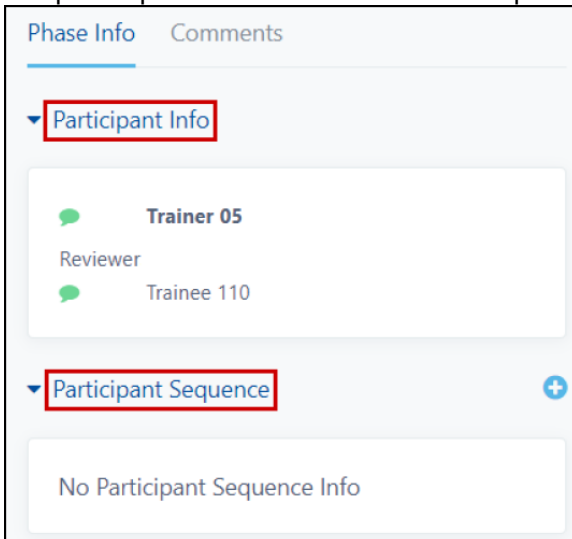 Phase Info Comments
Participant Info
Trainer 05
Reviewer
Trainee 110
Participant Sequence
No Participant Sequence Info